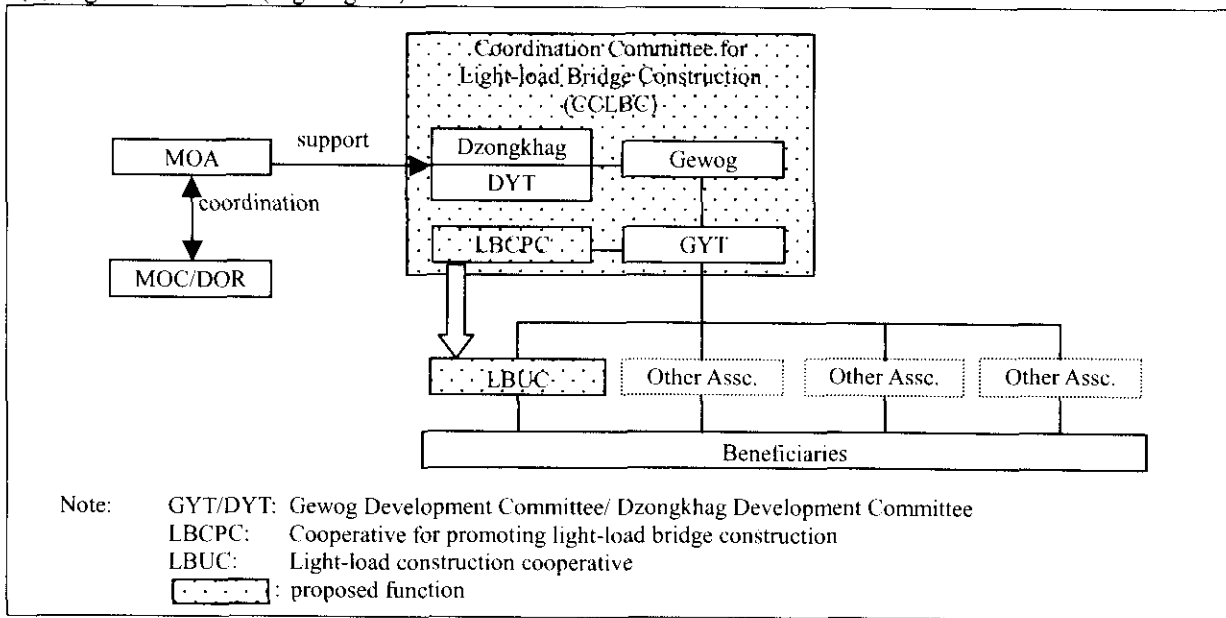 Coordination Committee for
Light-load Bridge Construction
(CCLBC)
support
MOA
Dzongkhag
DYT
Gewog
coordination
LBCPC
GYT
MOC/DOR
LBUC
Other Assc.
Other Assc.
Other Assc.
Beneficiaries
Note: GYT/DYT: Gewog Development Committee/ Dzongkhag Development Committee
LBCPC: Cooperative for promoting light-load bridge construction
LBUC: Light-load construction cooperative
: proposed function